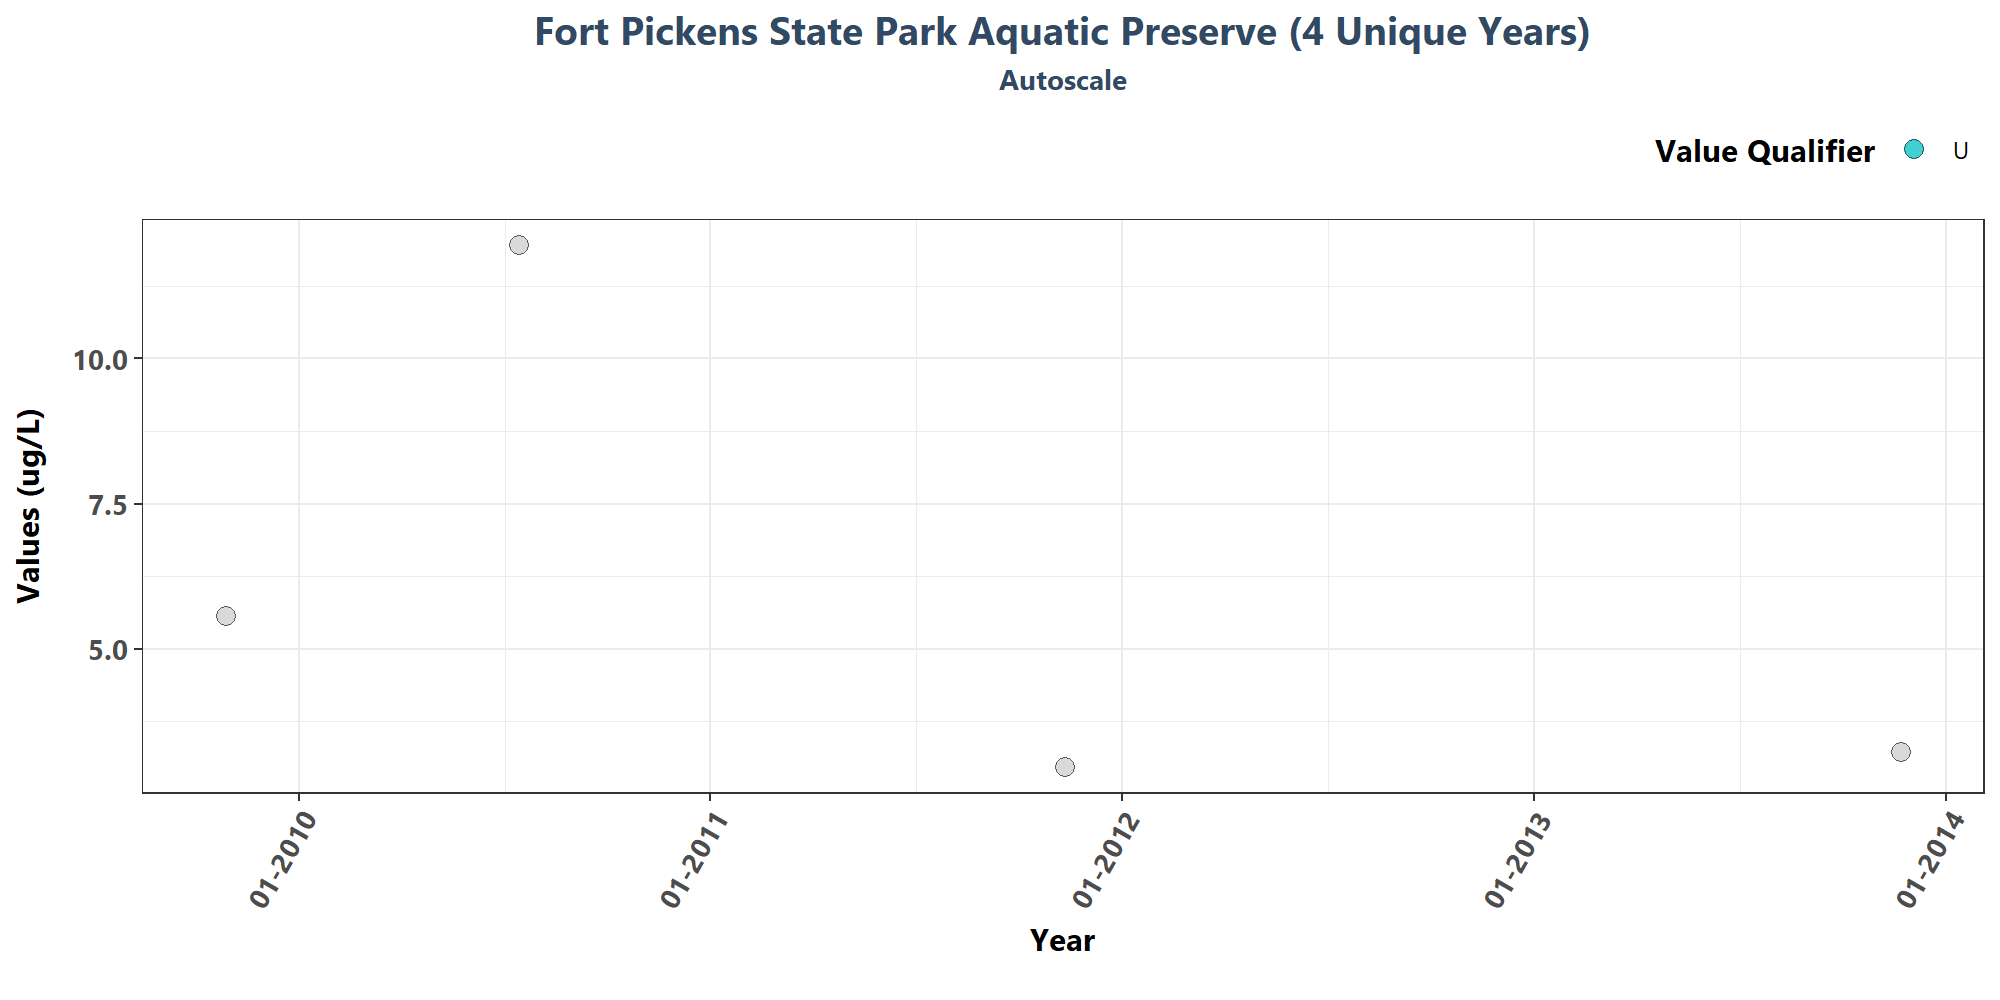 Fort Pickens State Park Aquatic Preserve (4 Unique Years)
Autoscale
Value Qualifier U
Values (ug/L)
10.0
7.5
5.0
01-2010 01-2011 01-2012 01-2013 01-2014
Year